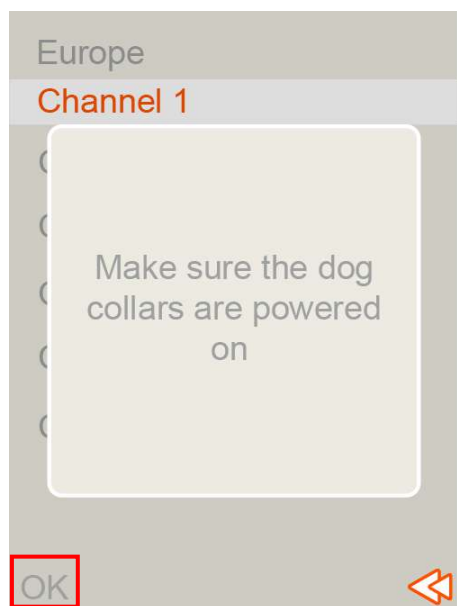 Europe
Channel 1
Make sure the dog
collars are powered
on
OK